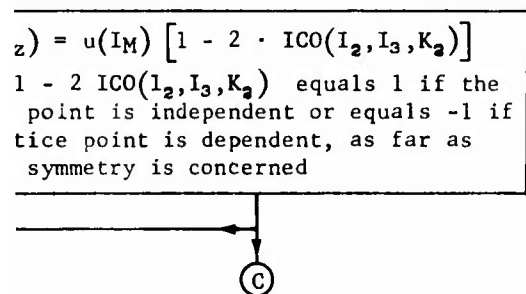 z) = u(I_M) [1 - 2 · ICO(I_2,I_3,K_2)]
1 - 2 ICO(I_2,I_3,K_2) equals 1 if the
point is independent or equals -1 if
tice point is dependent, as far as
symmetry is concerned
C